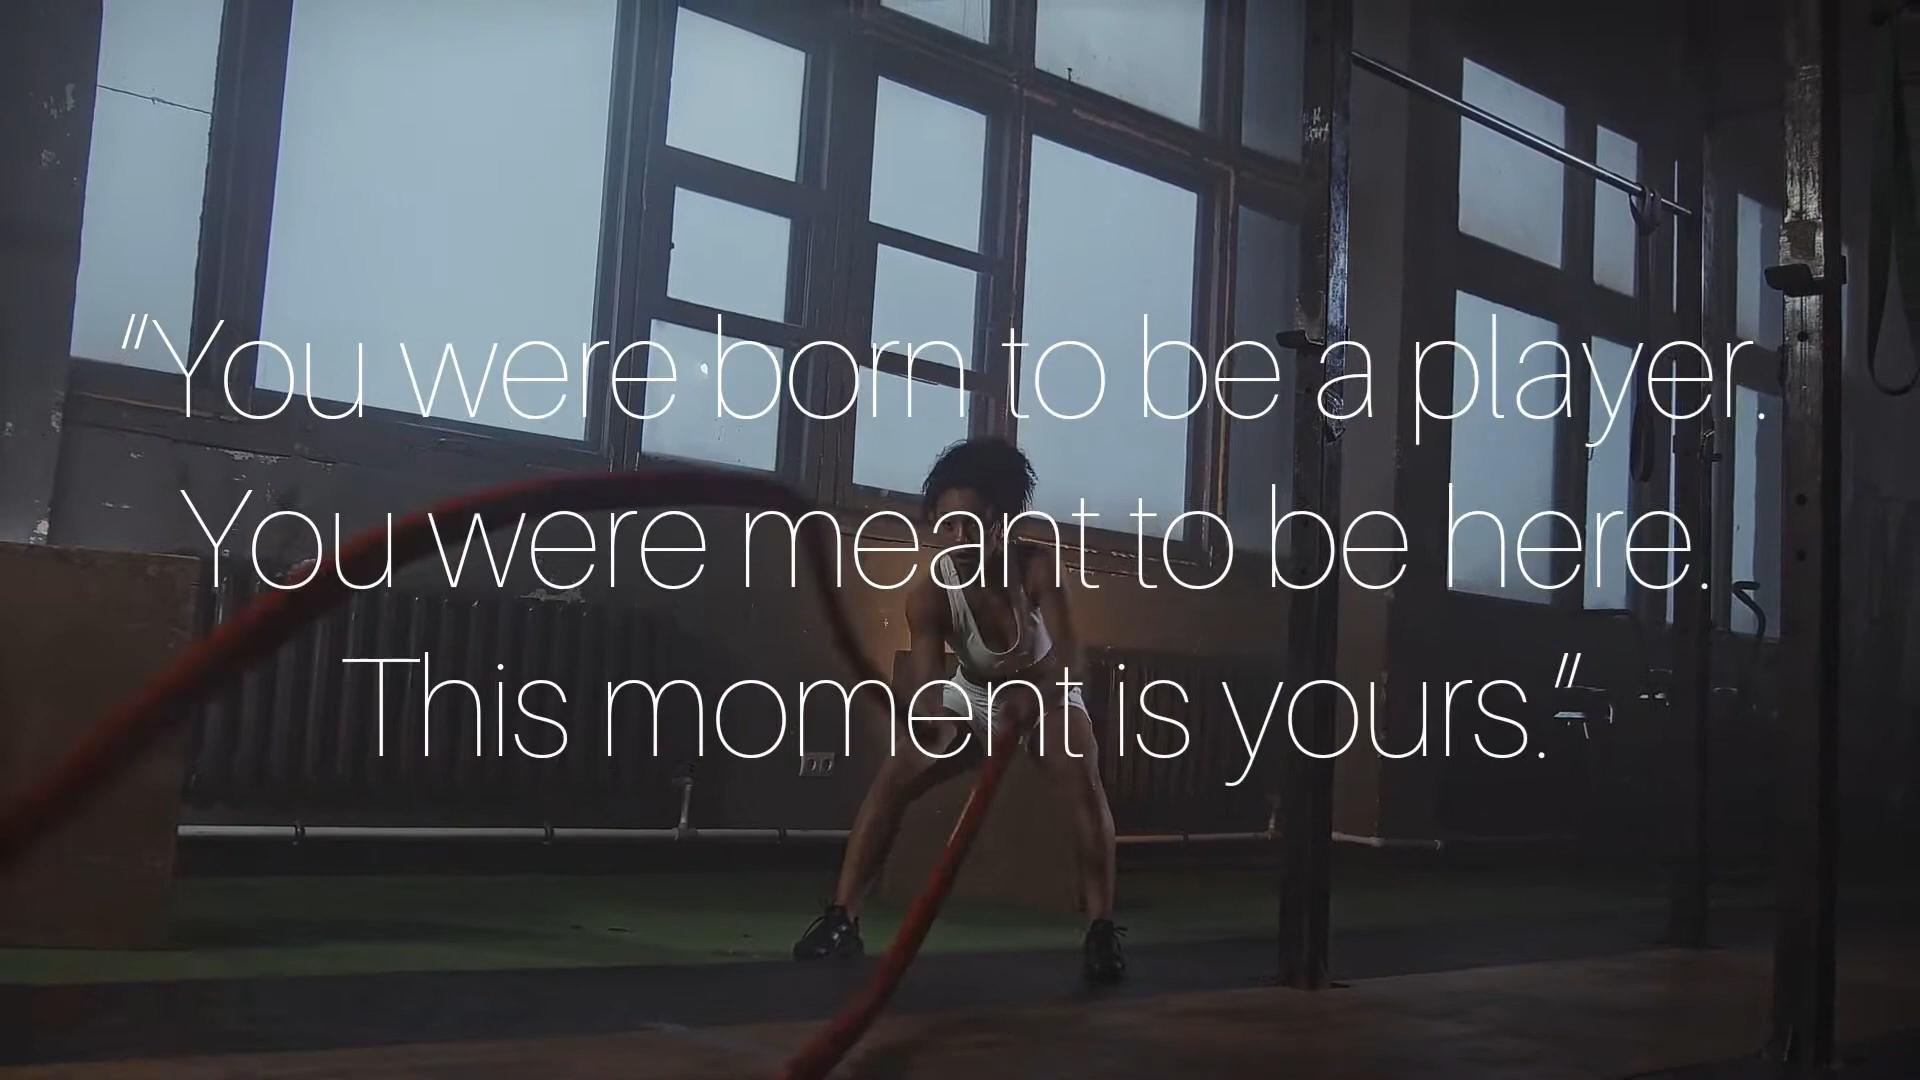 "You were born to be a player.
You were meant to be here.
This moment is yours."